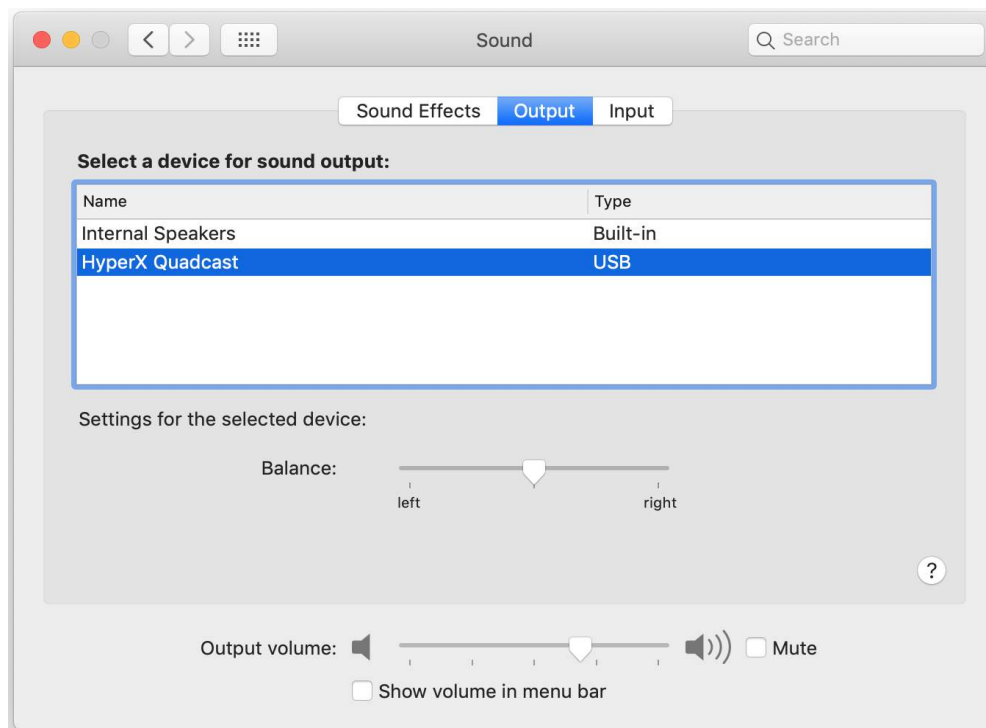 Sound
Search
Sound Effects Output Input
Select a device for sound output:
Name Type
Internal Speakers Built-in
HyperX Quadcast USB
Settings for the selected device:
Balance:
left right
?
Output volume: Mute
Show volume in menu bar